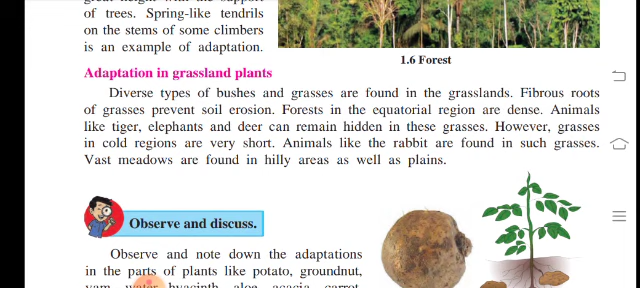 of trees. Spring-like tendrils
on the stems of some climbers
is an example of adaptation.
1.6 Forest
Adaptation in grassland plants
Diverse types of bushes and grasses are found in the grasslands. Fibrous roots
of grasses prevent soil erosion. Forests in the equatorial region are dense. Animals
like tiger, elephants and deer can remain hidden in these grasses. However, grasses
in cold regions are very short. Animals like the rabbit are found in such grasses.
Vast meadows are found in hilly areas as well as plains.
Observe and discuss.
Observe and note down the adaptations
in the parts of plants like potato, groundnut,
yam, water hyacinth, aloe, acacia, carrot,